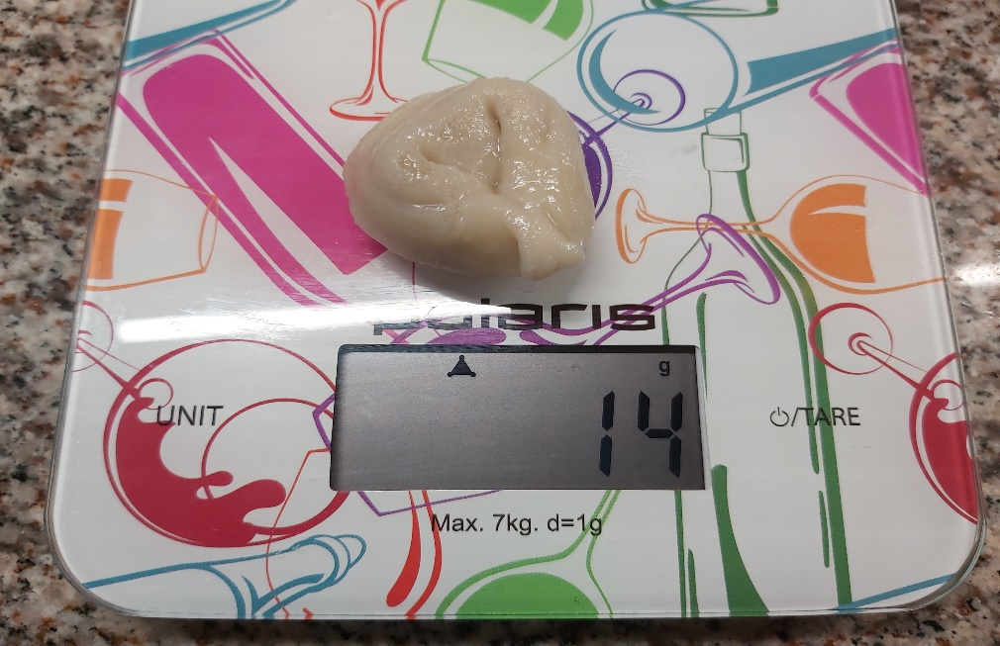 polaris
g
14
UNIT
⏻/TARE
Max. 7kg. d=1g